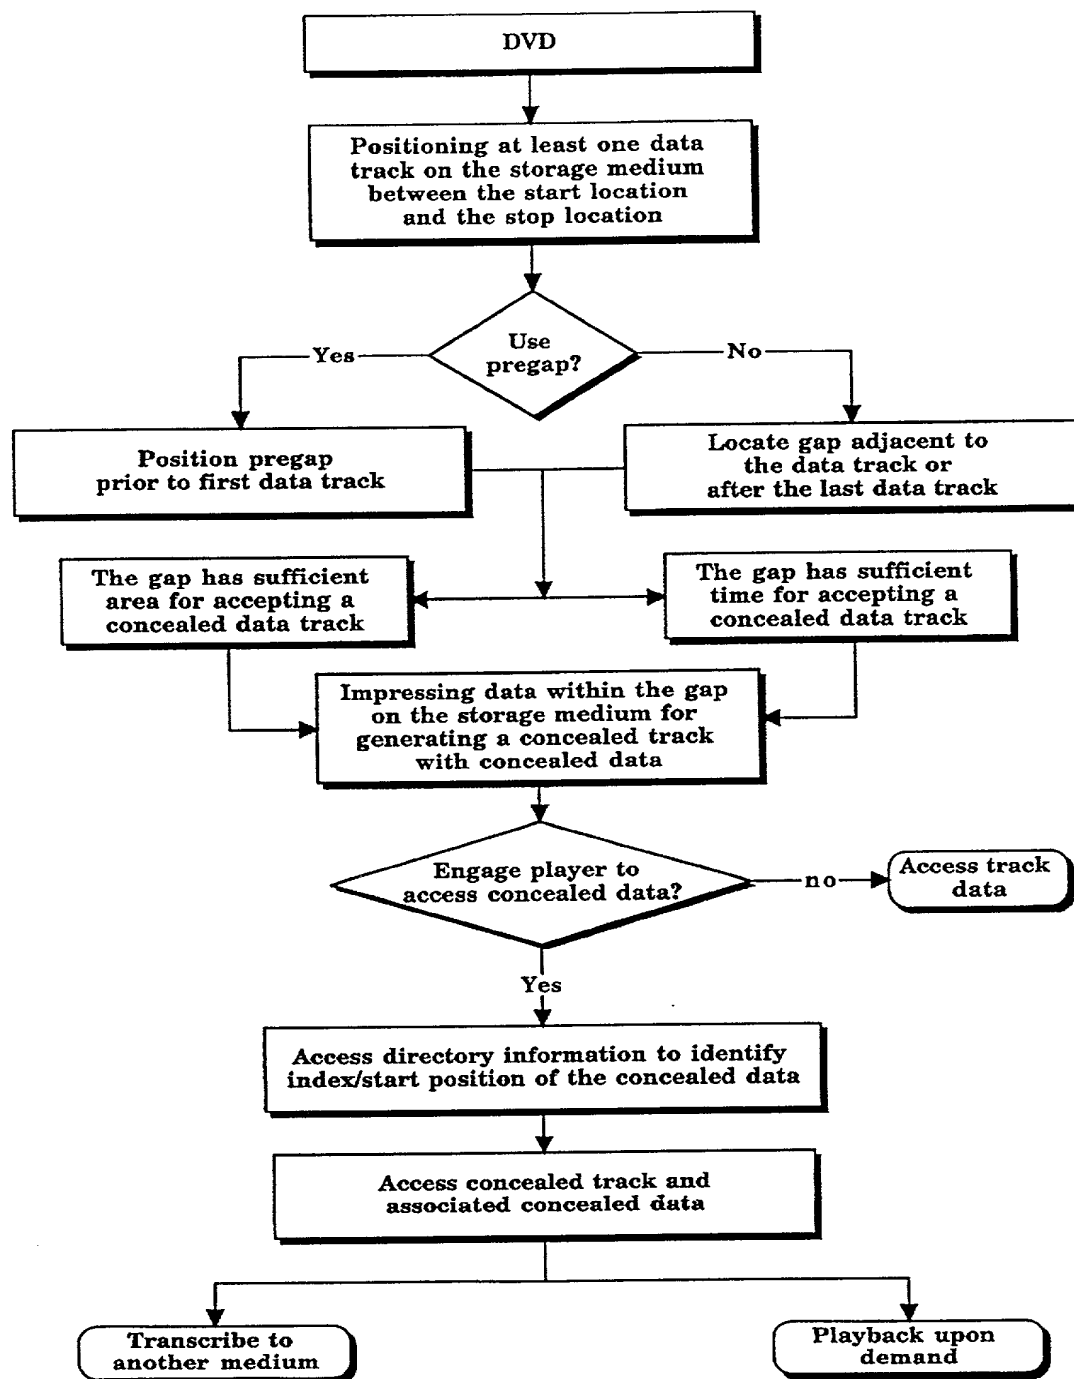 DVD
Positioning at least one data
track on the storage medium
between the start location
and the stop location
Use
pregap?
Yes
No
Position pregap
prior to first data track
Locate gap adjacent to
the data track or
after the last data track
The gap has sufficient
area for accepting a
concealed data track
The gap has sufficient
time for accepting a
concealed data track
Impressing data within the gap
on the storage medium for
generating a concealed track
with concealed data
Engage player to
access concealed data?
no
Access track
data
Yes
Access directory information to identify
index/start position of the concealed data
Access concealed track and
associated concealed data
Transcribe to
another medium
Playback upon
demand